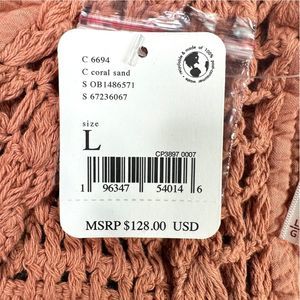 C 6694
C coral sand
S OB1486571
S 67236067
size
L
CP3897 0007
1 96347 54014 6
MSRP $128.00 USD